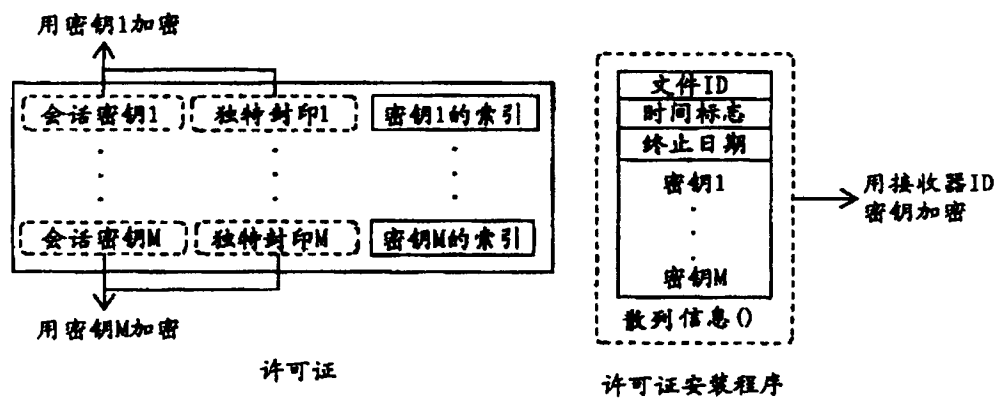 用密钥1加密
会话密钥1 独特封印1 密钥1的索引
会话密钥M 独特封印M 密钥M的索引
用密钥M加密
许可证
文件ID
时间标志
终止日期
密钥1
密钥M
散列信息()
用接收器ID
密钥加密
许可证安装程序